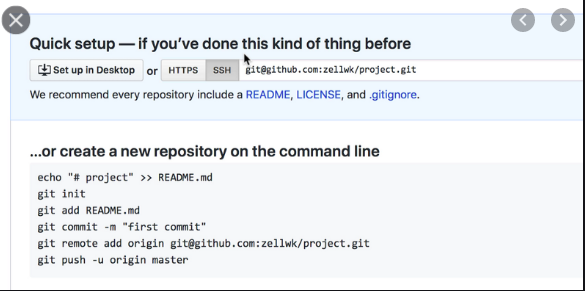 Quick setup — if you've done this kind of thing before
Set up in Desktop or HTTPS SSH git@github.com:zellwk/project.git
We recommend every repository include a README, LICENSE, and .gitignore.
...or create a new repository on the command line
echo "# project" >> README.md
git init
git add README.md
git commit -m "first commit"
git remote add origin git@github.com:zellwk/project.git
git push -u origin master